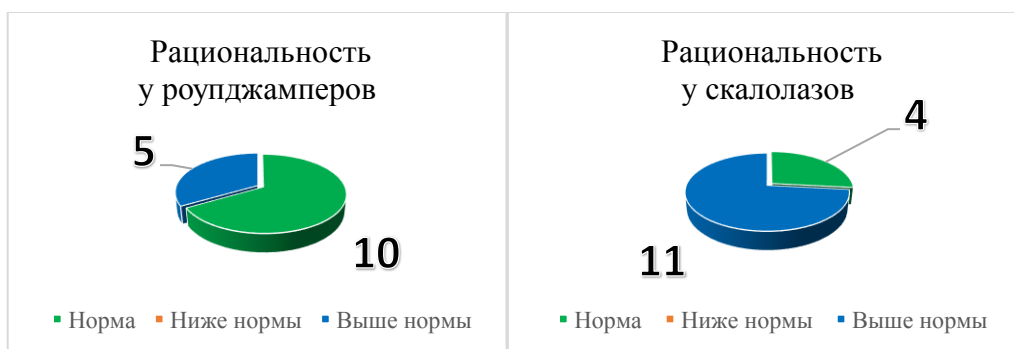 Рациональность
у роупджамперов
5
10
Норма Ниже нормы Выше нормы
Рациональность
у скалолазов
4
11
Норма Ниже нормы Выше нормы